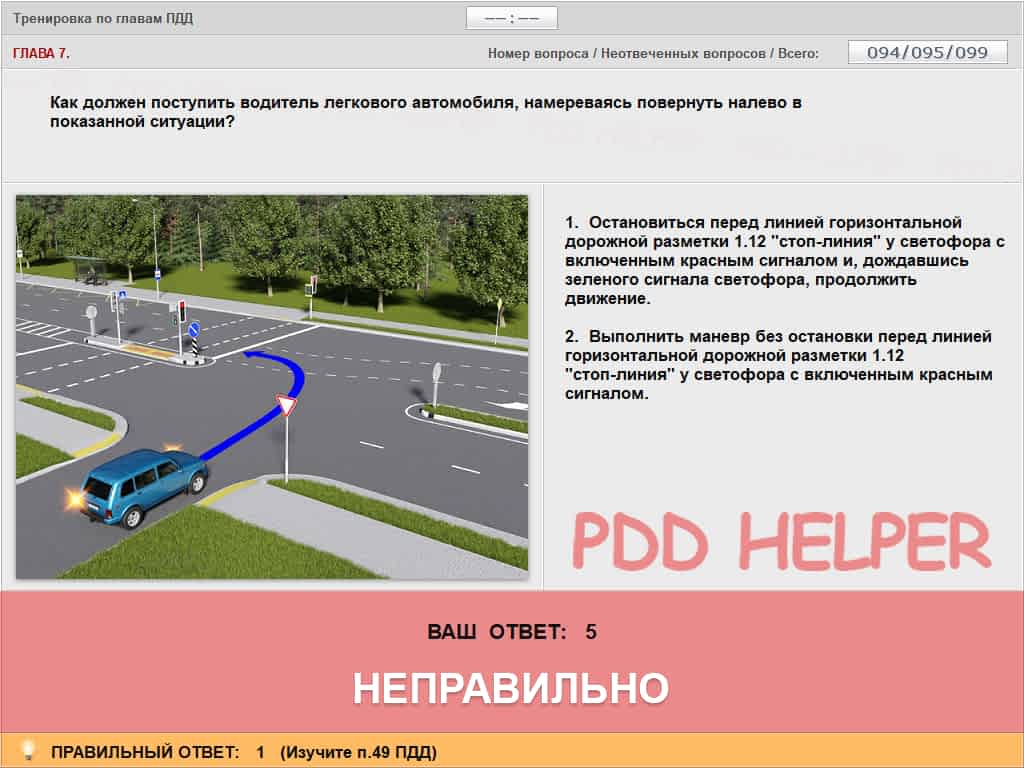 Тренировка по главам ПДД
—— : ——
ГЛАВА 7.
Номер вопроса / Неотвеченных вопросов / Всего:
094/095/099
Как должен поступить водитель легкового автомобиля, намереваясь повернуть налево в
показанной ситуации?
1. Остановиться перед линией горизонтальной
дорожной разметки 1.12 "стоп-линия" у светофора с
включенным красным сигналом и, дождавшись
зеленого сигнала светофора, продолжить
движение.
2. Выполнить маневр без остановки перед линией
горизонтальной дорожной разметки 1.12
"стоп-линия" у светофора с включенным красным
сигналом.
PDD HELPER
ВАШ ОТВЕТ: 5
НЕПРАВИЛЬНО
ПРАВИЛЬНЫЙ ОТВЕТ: 1 (Изучите п.49 ПДД)